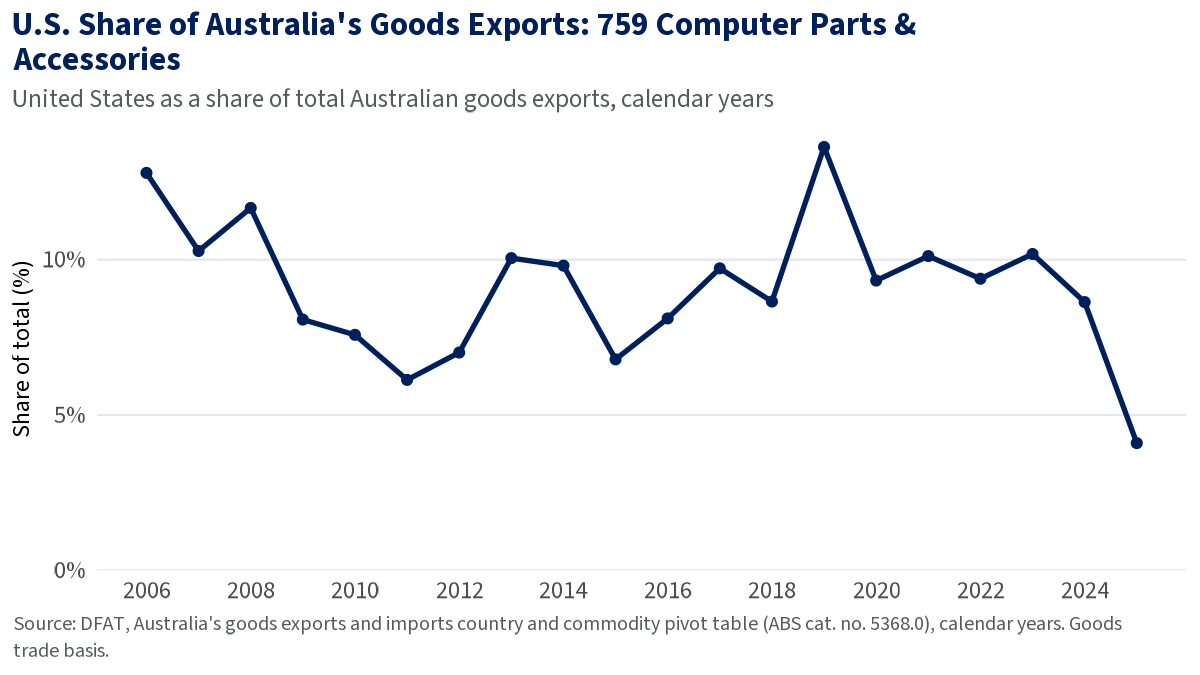 U.S. Share of Australia's Goods Exports: 759 Computer Parts &
Accessories
United States as a share of total Australian goods exports, calendar years
Share of total (%)
10%
5%
0%
2006 2008 2010 2012 2014 2016 2018 2020 2022 2024
Source: DFAT, Australia's goods exports and imports country and commodity pivot table (ABS cat. no. 5368.0), calendar years. Goods
trade basis.